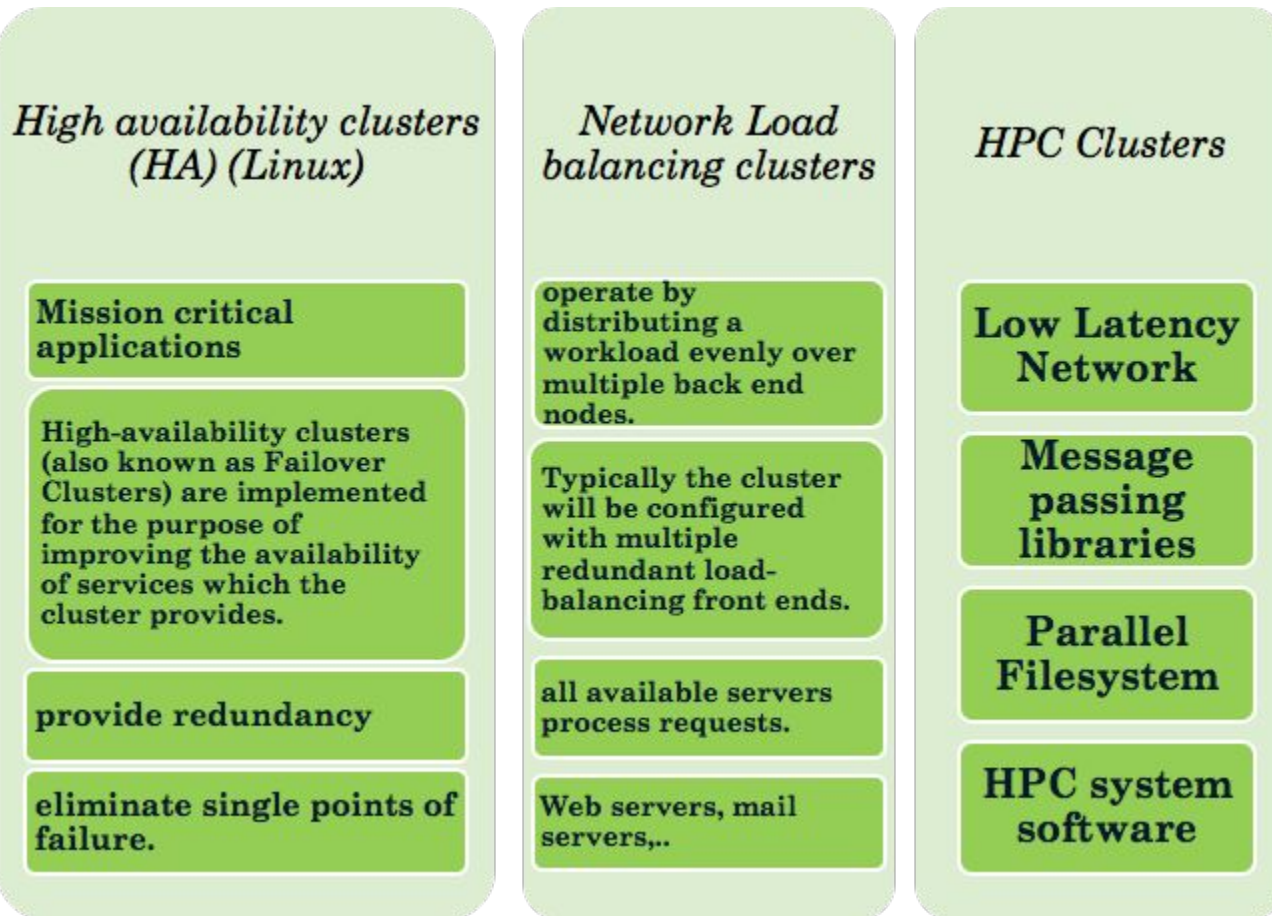 High availability clusters
(HA) (Linux)
Mission critical
applications
High-availability clusters
(also known as Failover
Clusters) are implemented
for the purpose of
improving the availability
of services which the
cluster provides.
provide redundancy
eliminate single points of
failure.
Network Load
balancing clusters
operate by
distributing a
workload evenly over
multiple back end
nodes.
Typically the cluster
will be configured
with multiple
redundant load-
balancing front ends.
all available servers
process requests.
Web servers, mail
servers,..
HPC Clusters
Low Latency
Network
Message
passing
libraries
Parallel
Filesystem
HPC system
software